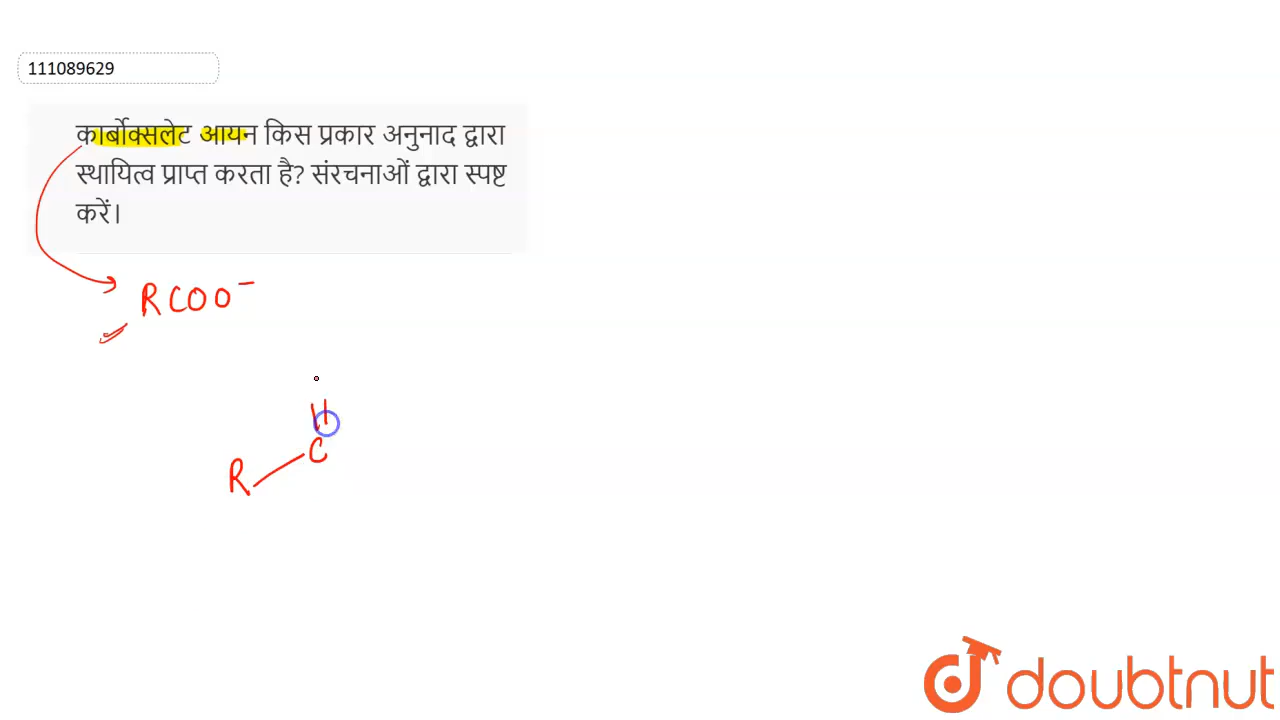 111089629
कार्बोक्सलेट आयन किस प्रकार अनुनाद द्वारा
स्थायित्व प्राप्त करता है? संरचनाओं द्वारा स्पष्ट
करें।
RCOO⁻
C
R
doubtnut